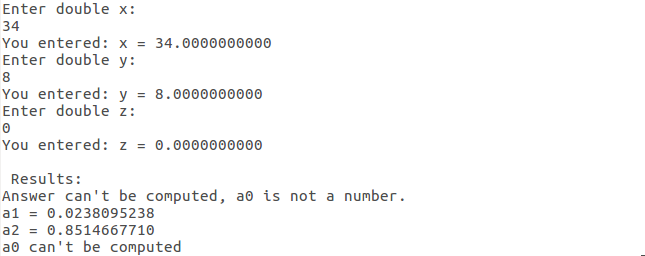 Enter double x:
34
You entered: x = 34.0000000000
Enter double y:
8
You entered: y = 8.0000000000
Enter double z:
0
You entered: z = 0.0000000000
Results:
Answer can't be computed, a0 is not a number.
a1 = 0.0238095238
a2 = 0.8514667710
a0 can't be computed